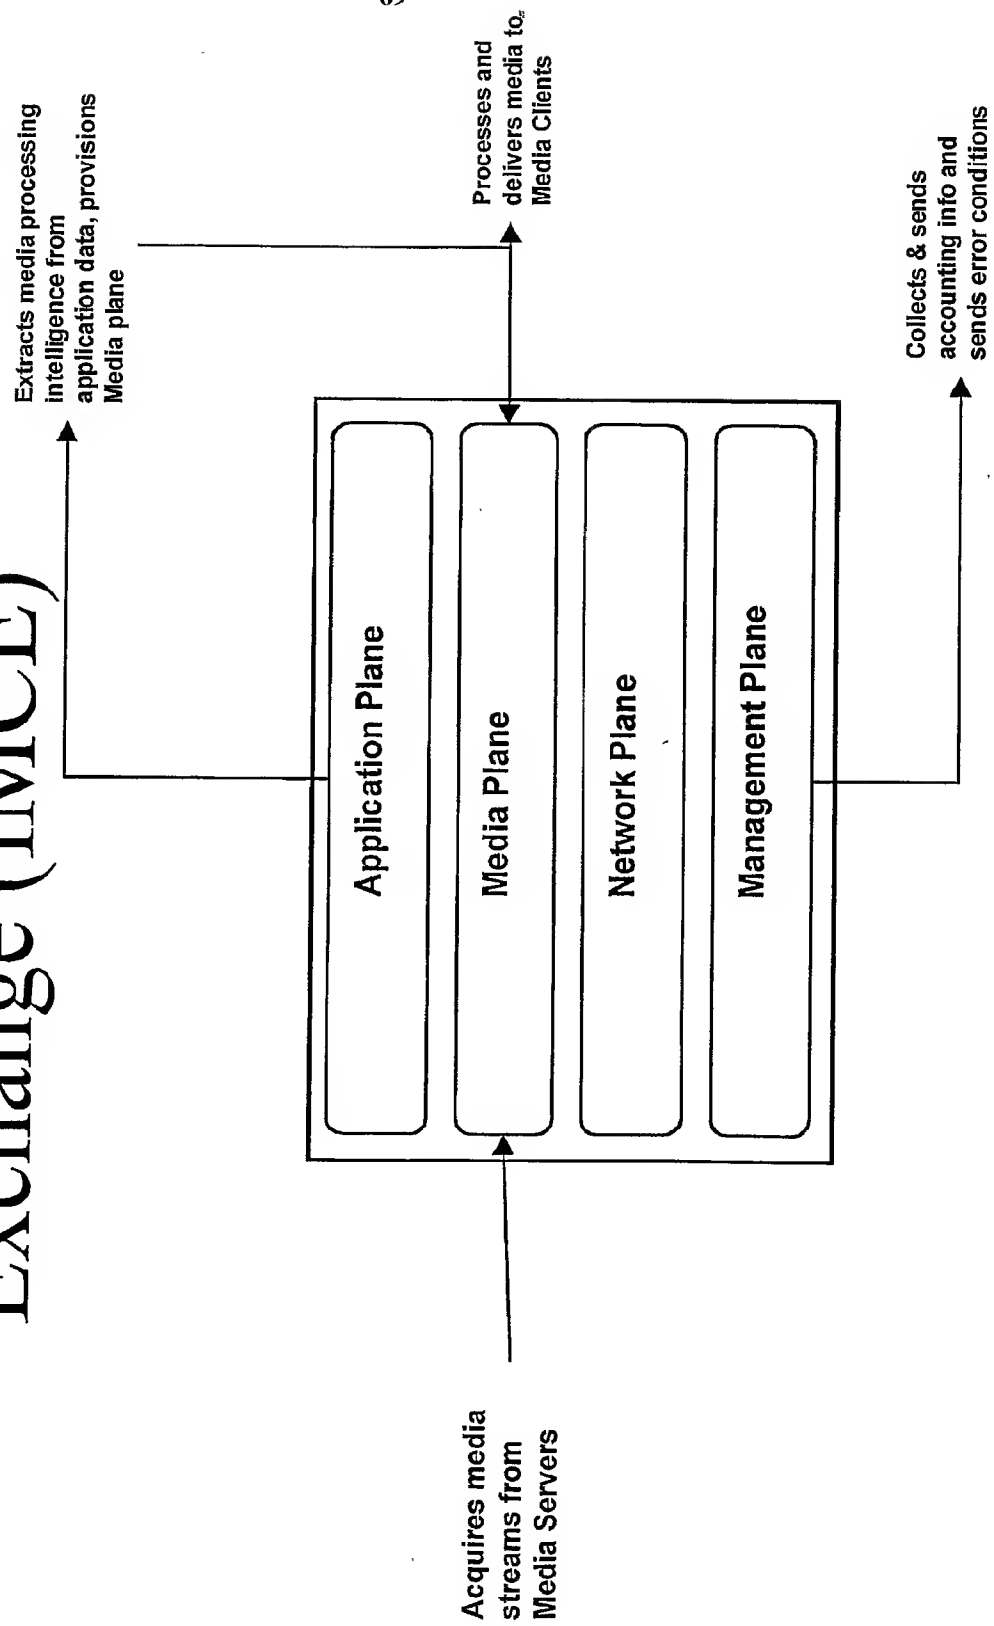 Exchange (IMCE)
Extracts media processing
intelligence from
application data, provisions
Media plane
Application Plane
Media Plane
Network Plane
Management Plane
Acquires media
streams from
Media Servers
Processes and
delivers media to
Media Clients
Collects & sends
accounting info and
sends error conditions